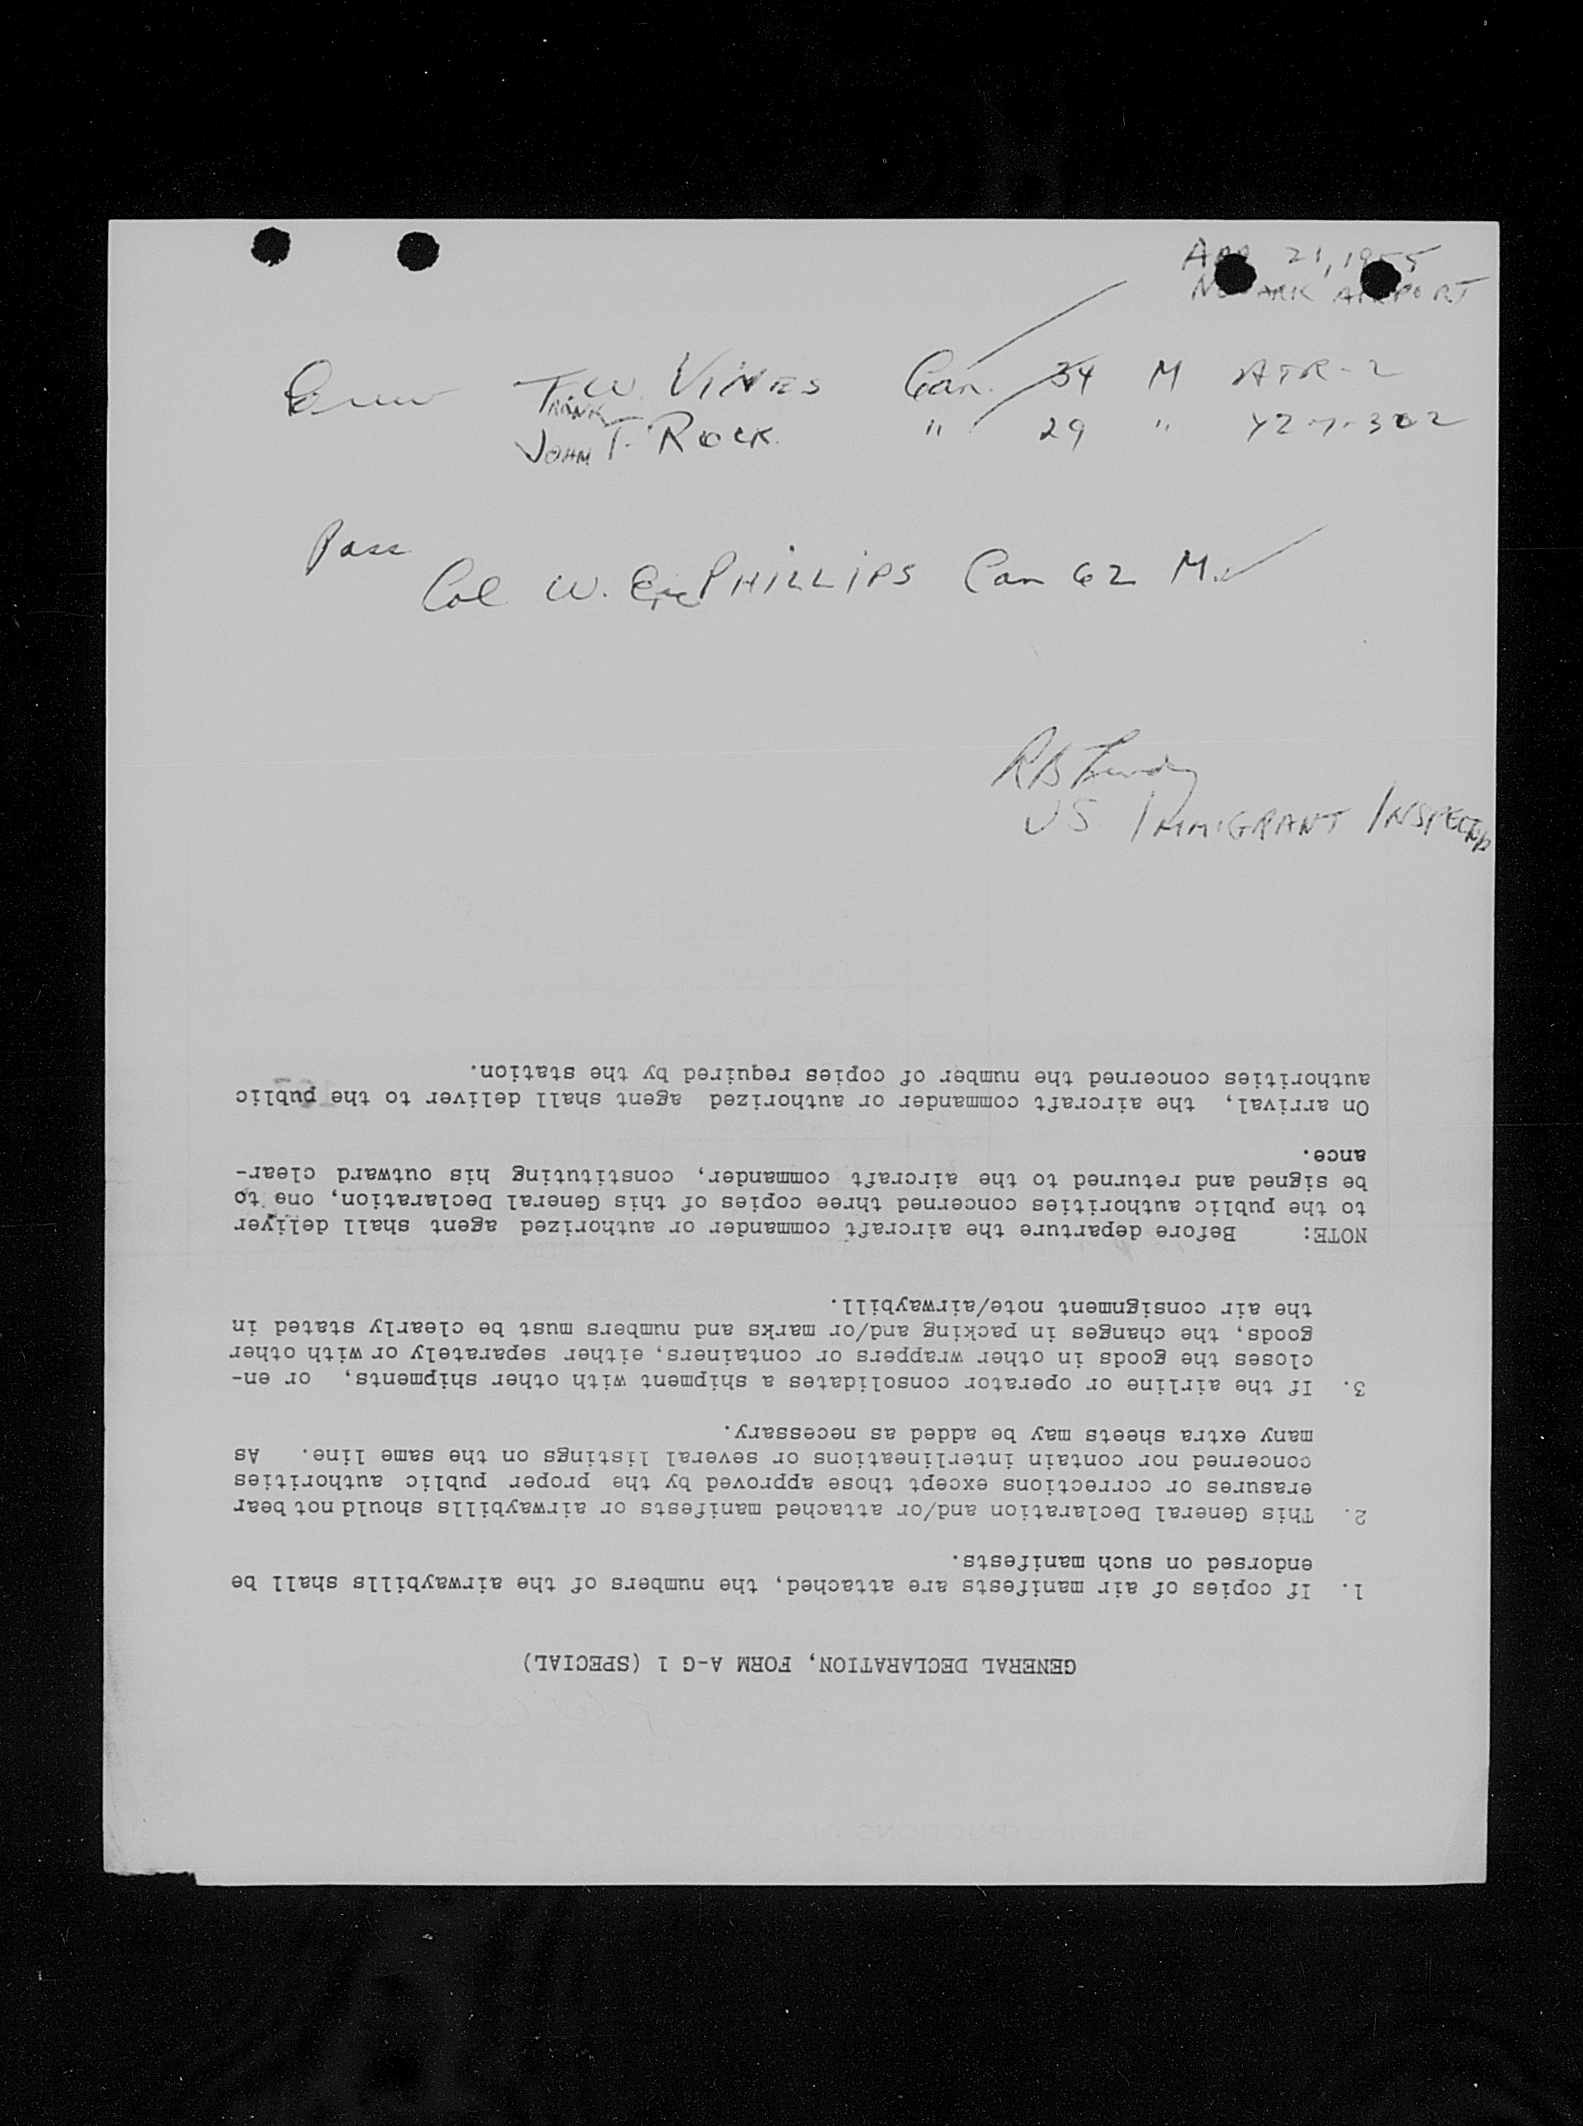 APR 21, 1955
NEWARK AIRPORT
Crew T.W. VINES Can. 34 M ATR-2
FRANK
JOHN T. ROCK " 29 " YZ-7-302
Pass
Col W. Eric PHILLIPS Can 62 M.
RB
US IMMIGRANT INSPECTOR
GENERAL DECLARATION, FORM A-G 1 (SPECIAL)
1. If copies of air manifests are attached, the numbers of the airwaybills shall be
endorsed on such manifests.
2. This General Declaration and/or attached manifests or airwaybills should not bear
erasures or corrections except those approved by the proper public authorities
concerned nor contain interlineations or several listings on the same line. As
many extra sheets may be added as necessary.
3. If the airline or operator consolidates a shipment with other shipments, or en-
closes the goods in other wrappers or containers, either separately or with other
goods, the changes in packing and/or marks and numbers must be clearly stated in
the air consignment note/airwaybill.
NOTE: Before departure the aircraft commander or authorized agent shall deliver
to the public authorities concerned three copies of this General Declaration, one to
be signed and returned to the aircraft commander, constituting his outward clear-
ance.
On arrival, the aircraft commander or authorized agent shall deliver to the public
authorities concerned the number of copies required by the station.